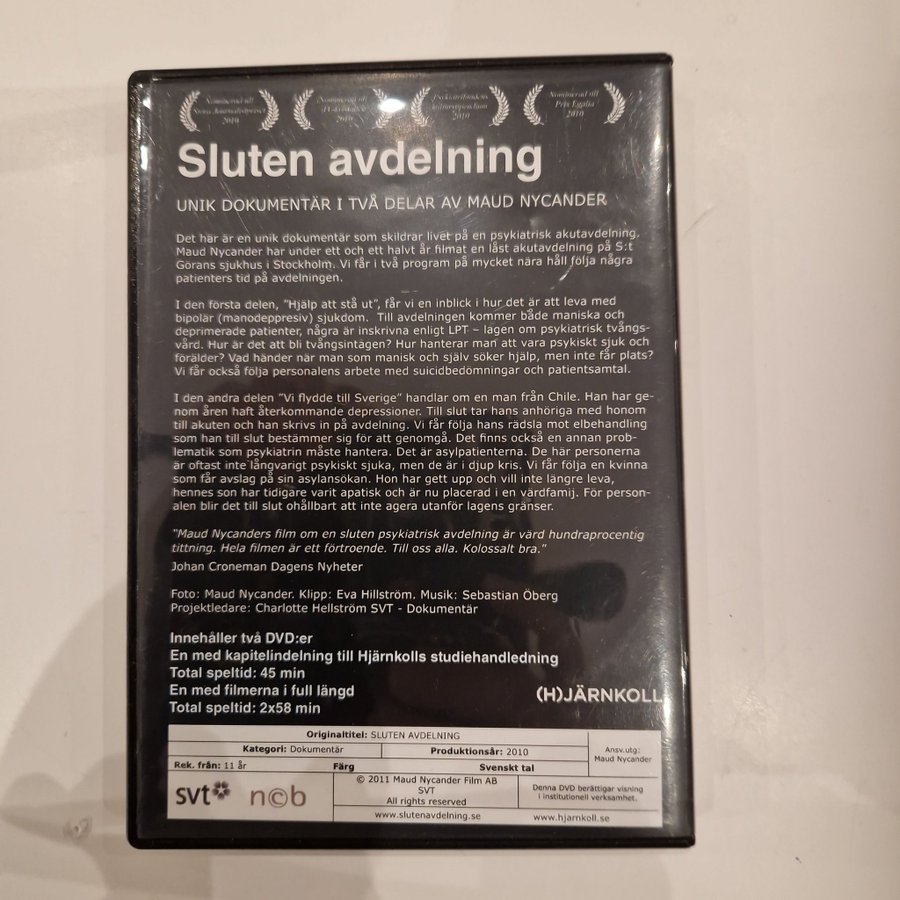 Nominerad till
Stora Journalistpriset
2010
Nominerad till
2010
Psykiatrifondens
kulturstipendium
2010
Nominerad till
Prix Egalia
2010
Sluten avdelning
UNIK DOKUMENTÄR I TVÅ DELAR AV MAUD NYCANDER
Det här är en unik dokumentär som skildrar livet på en psykiatrisk akutavdelning.
Maud Nycander har under ett och ett halvt år filmat en låst akutavdelning på S:t
Görans sjukhus i Stockholm. Vi får i två program på mycket nära håll följa några
patienters tid på avdelningen.
I den första delen, "Hjälp att stå ut", får vi en inblick i hur det är att leva med
bipolär (manodeppresiv) sjukdom. Till avdelningen kommer både maniska och
deprimerade patienter, några är inskrivna enligt LPT – lagen om psykiatrisk tvångs-
vård. Hur är det att bli tvångsintagen? Hur hanterar man att vara psykiskt sjuk och
förälder? Vad händer när man som manisk och själv söker hjälp, men inte får plats?
Vi får också följa personalens arbete med suicidbedömningar och patientsamtal.
I den andra delen "Vi flydde till Sverige" handlar om en man från Chile. Han har ge-
nom åren haft återkommande depressioner. Till slut tar hans anhöriga med honom
till akuten och han skrivs in på avdelning. Vi får följa hans rädsla mot elbehandling
som han till slut bestämmer sig för att genomgå. Det finns också en annan prob-
lematik som psykiatrin måste hantera. Det är asylpatienterna. De här personerna
är oftast inte långvarigt psykiskt sjuka, men de är i djup kris. Vi får följa en kvinna
som får avslag på sin asylansökan. Hon har gett upp och vill inte längre leva,
hennes son har tidigare varit apatisk och är nu placerad i en vårdfamij. För person-
alen blir det till slut ohållbart att inte agera utanför lagens gränser.
"Maud Nycanders film om en sluten psykiatrisk avdelning är värd hundraprocentig
tittning. Hela filmen är ett förtroende. Till oss alla. Kolossalt bra."
Johan Croneman Dagens Nyheter
Foto: Maud Nycander. Klipp: Eva Hillström. Musik: Sebastian Öberg
Projektledare: Charlotte Hellström SVT - Dokumentär
Innehåller två DVD:er
En med kapitelindelning till Hjärnkolls studiehandledning
Total speltid: 45 min
En med filmerna i full längd
Total speltid: 2x58 min
(H)JÄRNKOLL
Originaltitel: SLUTEN AVDELNING
Kategori: Dokumentär
Produktionsår: 2010
Ansv.utg:
Maud Nycander
Rek. från: 11 år
Färg
Svenskt tal
svt
n©b
© 2011 Maud Nycander Film AB
SVT
All rights reserved
Denna DVD berättigar visning
i institutionell verksamhet.
www.slutenavdelning.se
www.hjarnkoll.se